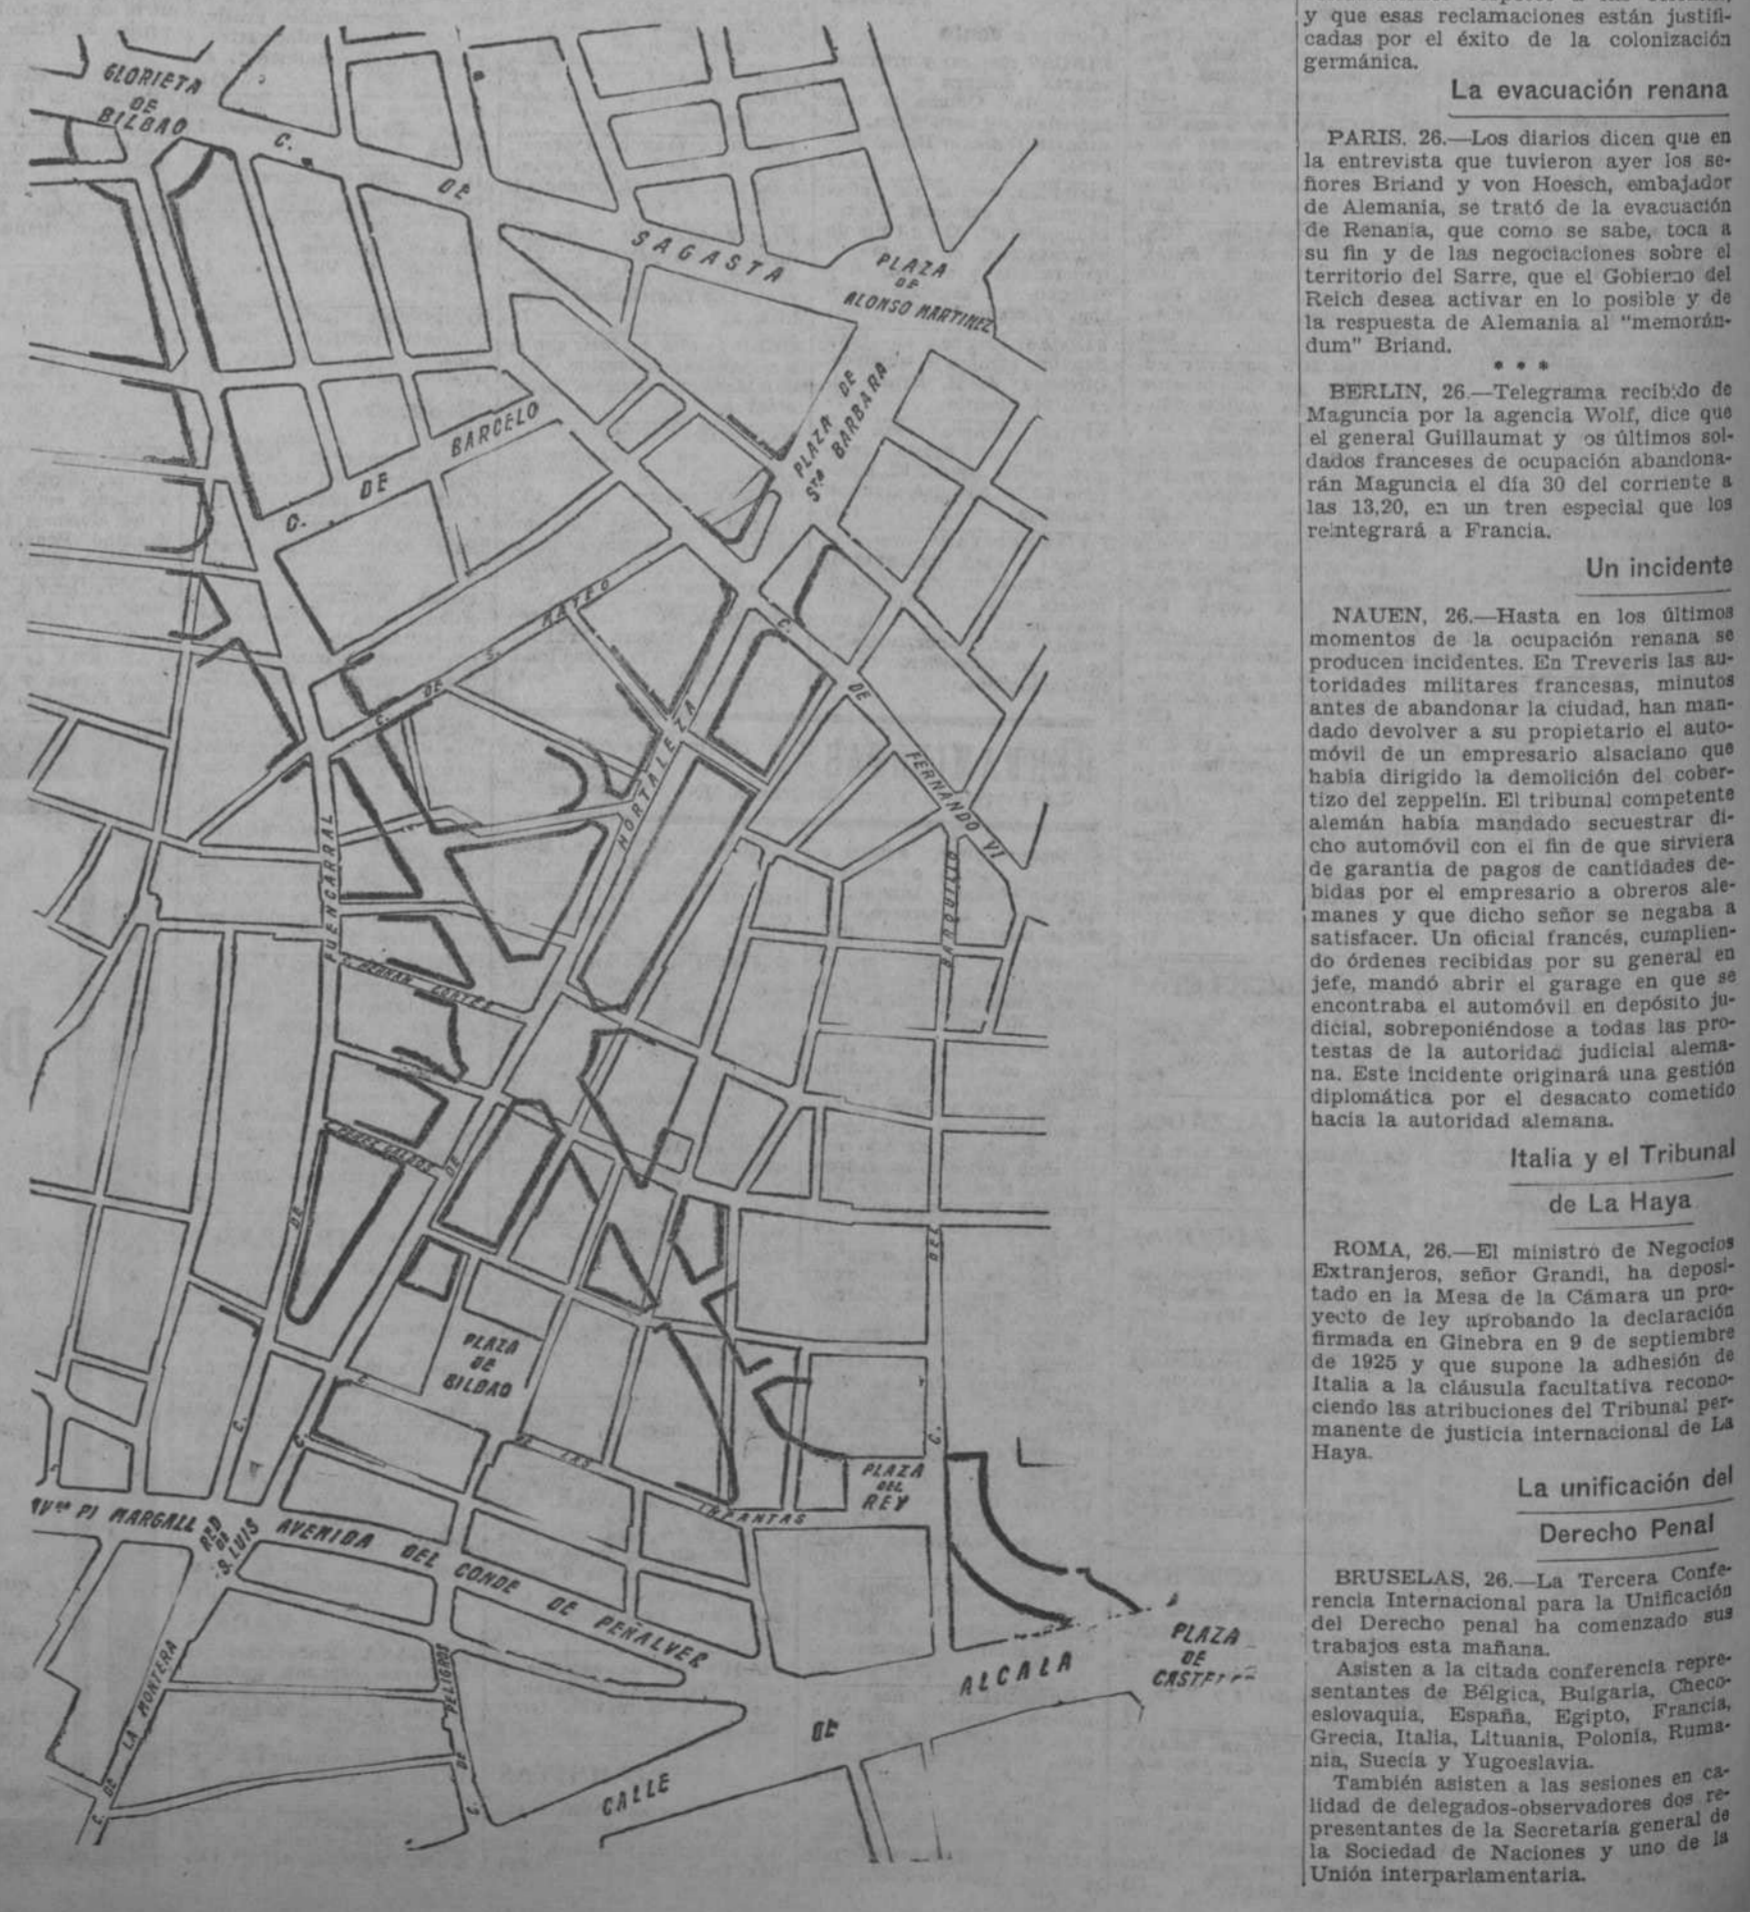 GLORIETA
DE
BILBAO
C.
DE
SAGASTA
PLAZA
DE
ALONSO MARTINEZ
PLAZA DE
STA BARBARA
C. DE BARCELO
C. DE S. MATEO
HORTALEZA
C. DE FERNANDO VI
FUENCARRAL
BARQUILLO
C. HERNAN CORTES
PEREZ GALDOS
DE
DE
DEL
PLAZA
DE
BILBAO
C.
C.
C.
C. DE LAS INFANTAS
PLAZA
DEL
REY
PI MARGALL
RED
DE
S. LUIS
AVENIDA DEL CONDE DE PEÑALVER
C. DE LA MONTERA
C. DE PELIGROS
CALLE DE ALCALA
PLAZA
DE
y que esas reclamaciones están justifi-
cadas por el éxito de la colonización
germánica.
La evacuación renana
PARIS. 26.—Los diarios dicen que en
la entrevista que tuvieron ayer los se-
ñores Briand y von Hoesch, embajador
de Alemania, se trató de la evacuación
de Renania, que como se sabe, toca a
su fin y de las negociaciones sobre el
territorio del Sarre, que el Gobierno del
Reich desea activar en lo posible y de
la respuesta de Alemania al "memorán-
dum" Briand.
* * *
BERLIN, 26.—Telegrama recibido de
Maguncia por la agencia Wolf, dice que
el general Guillaumat y os últimos sol-
dados franceses de ocupación abandona-
rán Maguncia el día 30 del corriente a
las 13,20, en un tren especial que los
reintegrará a Francia.
Un incidente
NAUEN, 26.—Hasta en los últimos
momentos de la ocupación renana se
producen incidentes. En Treveris las au-
toridades militares francesas, minutos
antes de abandonar la ciudad, han man-
dado devolver a su propietario el auto-
móvil de un empresario alsaciano que
había dirigido la demolición del cober-
tizo del zeppelín. El tribunal competente
alemán había mandado secuestrar di-
cho automóvil con el fin de que sirviera
de garantía de pagos de cantidades de-
bidas por el empresario a obreros ale-
manes y que dicho señor se negaba a
satisfacer. Un oficial francés, cumplien-
do órdenes recibidas por su general en
jefe, mandó abrir el garage en que se
encontraba el automóvil en depósito ju-
dicial, sobreponiéndose a todas las pro-
testas de la autoridad judicial alema-
na. Este incidente originará una gestión
diplomática por el desacato cometido
hacia la autoridad alemana.
Italia y el Tribunal
de La Haya
ROMA, 26.—El ministro de Negocios
Extranjeros, señor Grandi, ha deposi-
tado en la Mesa de la Cámara un pro-
yecto de ley aprobando la declaración
firmada en Ginebra en 9 de septiembre
de 1925 y que supone la adhesión de
Italia a la cláusula facultativa recono-
ciendo las atribuciones del Tribunal per-
manente de justicia internacional de La
Haya.
La unificación del
Derecho Penal
BRUSELAS, 26.—La Tercera Confe-
rencia Internacional para la Unificación
del Derecho penal ha comenzado sus
trabajos esta mañana.
Asisten a la citada conferencia repre-
sentantes de Bélgica, Bulgaria, Checo-
eslovaquia, España, Egipto, Francia,
Grecia, Italia, Lituania, Polonia, Ruma-
nia, Suecia y Yugoeslavia.
También asisten a las sesiones en ca-
lidad de delegados-observadores dos re-
presentantes de la Secretaría general de
la Sociedad de Naciones y uno de la
Unión interparlamentaria.